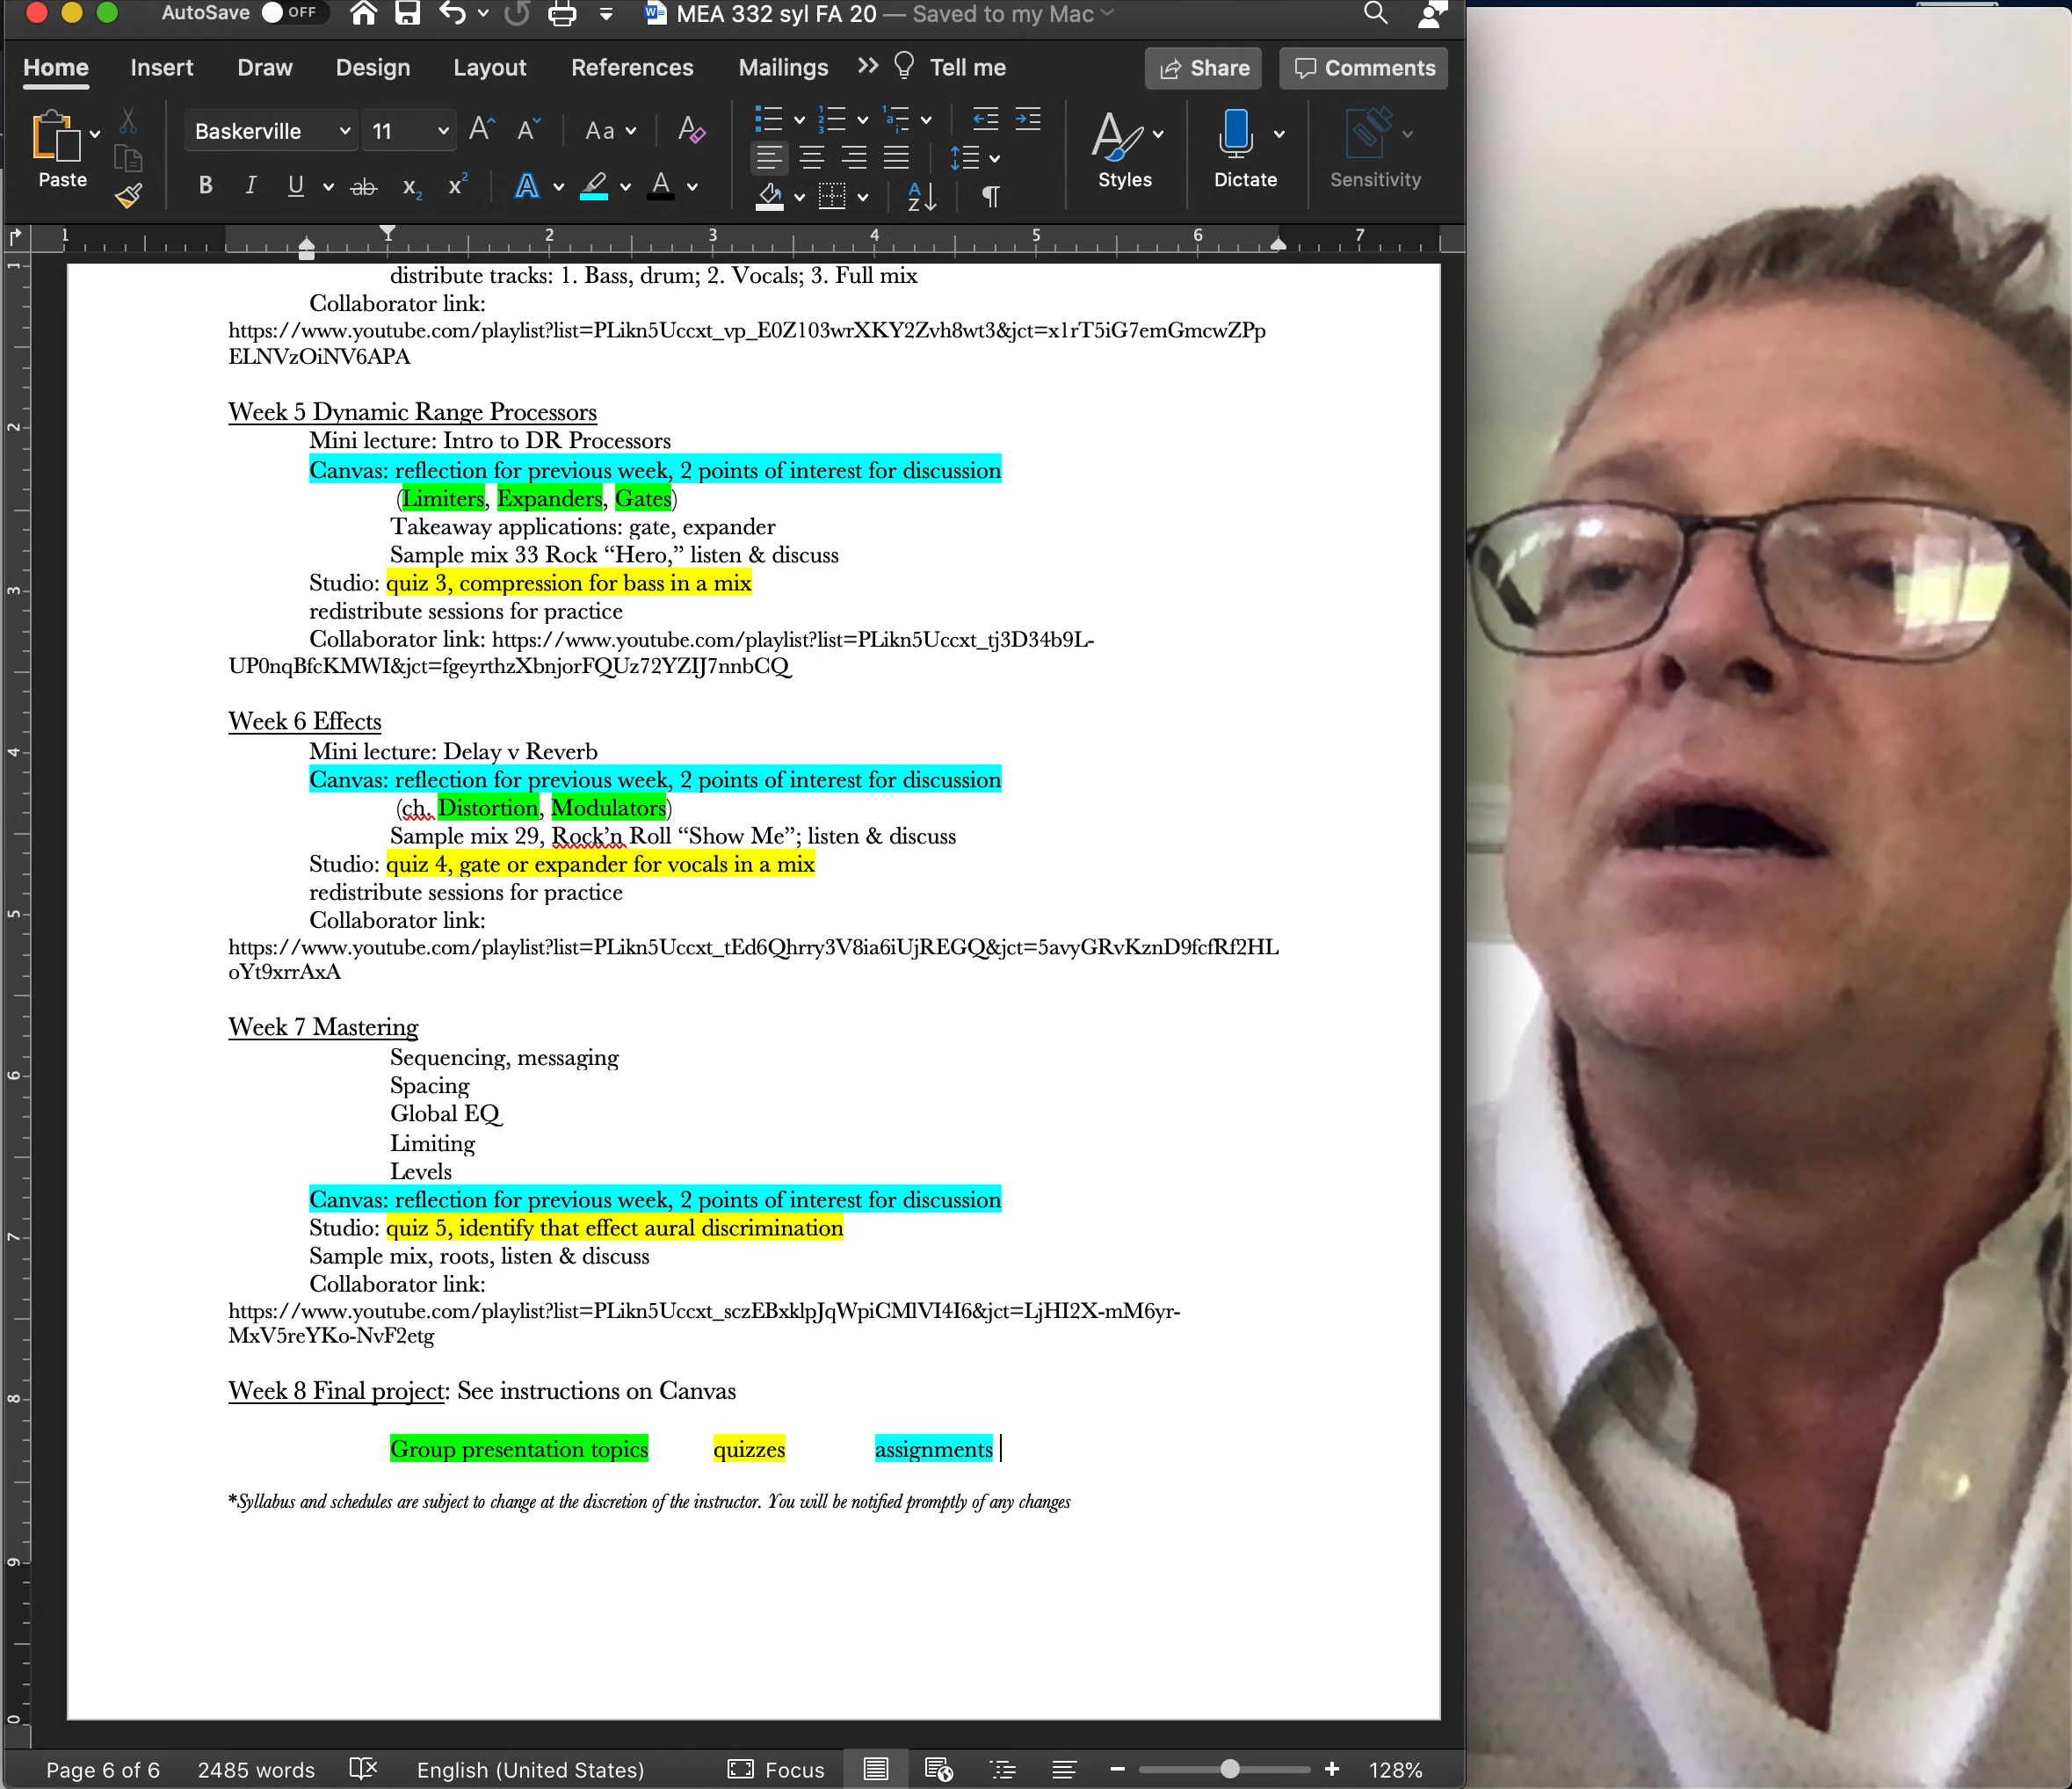 AutoSave OFF MEA 332 syl FA 20 — Saved to my Mac
Home Insert Draw Design Layout References Mailings Tell me Share Comments
Paste Baskerville 11 Aa Styles Dictate Sensitivity
1 1 2 3 4 5 6 7
distribute tracks: 1. Bass, drum; 2. Vocals; 3. Full mix
Collaborator link:
https://www.youtube.com/playlist?list=PLikn5Uccxt_vp_E0Z103wrXKY2Zvh8wt3&jct=x1rT5iG7emGmcwZPp
ELNVzOiNV6APA
Week 5 Dynamic Range Processors
Mini lecture: Intro to DR Processors
Canvas: reflection for previous week, 2 points of interest for discussion
(Limiters, Expanders, Gates)
Takeaway applications: gate, expander
Sample mix 33 Rock “Hero,” listen & discuss
Studio: quiz 3, compression for bass in a mix
redistribute sessions for practice
Collaborator link: https://www.youtube.com/playlist?list=PLikn5Uccxt_tj3D34b9L-
UP0nqBfcKMWI&jct=fgeyrthzXbnjorFQUz72YZIJ7nnbCQ
Week 6 Effects
Mini lecture: Delay v Reverb
Canvas: reflection for previous week, 2 points of interest for discussion
(ch. Distortion, Modulators)
Sample mix 29, Rock’n Roll “Show Me”; listen & discuss
Studio: quiz 4, gate or expander for vocals in a mix
redistribute sessions for practice
Collaborator link:
https://www.youtube.com/playlist?list=PLikn5Uccxt_tEd6Qhrry3V8ia6iUjREGQ&jct=5avyGRvKznD9fcfRf2HL
oYt9xrrAxA
Week 7 Mastering
Sequencing, messaging
Spacing
Global EQ
Limiting
Levels
Canvas: reflection for previous week, 2 points of interest for discussion
Studio: quiz 5, identify that effect aural discrimination
Sample mix, roots, listen & discuss
Collaborator link:
https://www.youtube.com/playlist?list=PLikn5Uccxt_sczEBxklpJqWpiCMlVI4I6&jct=LjHI2X-mM6yr-
MxV5reYKo-NvF2etg
Week 8 Final project: See instructions on Canvas
Group presentation topics quizzes assignments
*Syllabus and schedules are subject to change at the discretion of the instructor. You will be notified promptly of any changes
Page 6 of 6 2485 words English (United States) Focus 128%